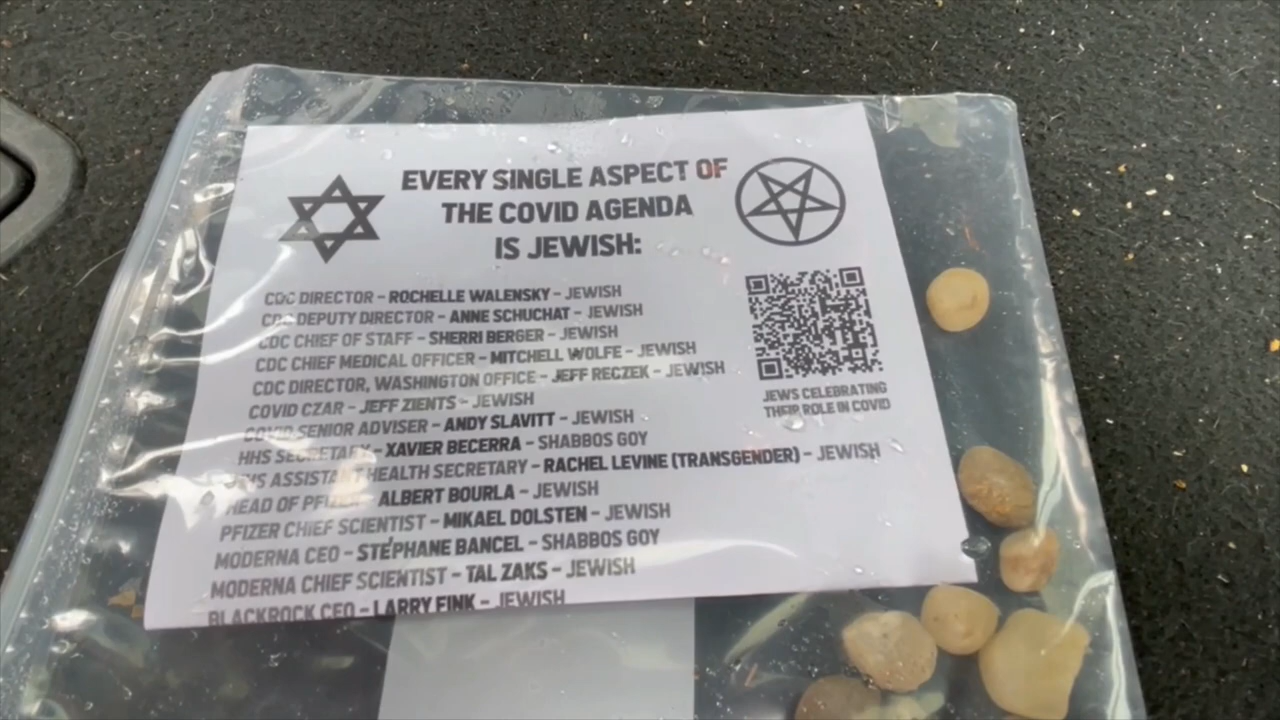 EVERY SINGLE ASPECT OF
THE COVID AGENDA
IS JEWISH:
CDC DIRECTOR – ROCHELLE WALENSKY – JEWISH
CDC DEPUTY DIRECTOR – ANNE SCHUCHAT – JEWISH
CDC CHIEF OF STAFF – SHERRI BERGER – JEWISH
CDC CHIEF MEDICAL OFFICER – MITCHELL WOLFE – JEWISH
CDC DIRECTOR, WASHINGTON OFFICE – JEFF RECZEK – JEWISH
COVID CZAR – JEFF ZIENTS – JEWISH
COVID SENIOR ADVISER – ANDY SLAVITT – JEWISH
HHS SECRETARY – XAVIER BECERRA – SHABBOS GOY
HHS ASSISTANT HEALTH SECRETARY – RACHEL LEVINE (TRANSGENDER) – JEWISH
HEAD OF PFIZER – ALBERT BOURLA – JEWISH
PFIZER CHIEF SCIENTIST – MIKAEL DOLSTEN – JEWISH
MODERNA CEO – STÉPHANE BANCEL – SHABBOS GOY
MODERNA CHIEF SCIENTIST – TAL ZAKS – JEWISH
BLACKROCK CEO – LARRY FINK – JEWISH
JEWS CELEBRATING
THEIR ROLE IN COVID